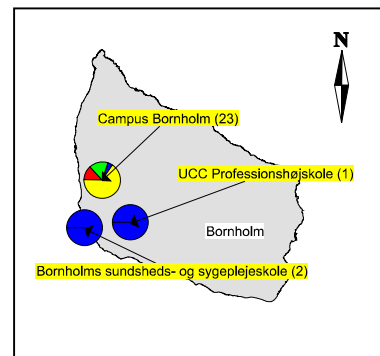 N
Campus Bornholm (23)
UCC Professionshøjskole (1)
Bornholm
Bornholms sundsheds- og sygeplejeskole (2)